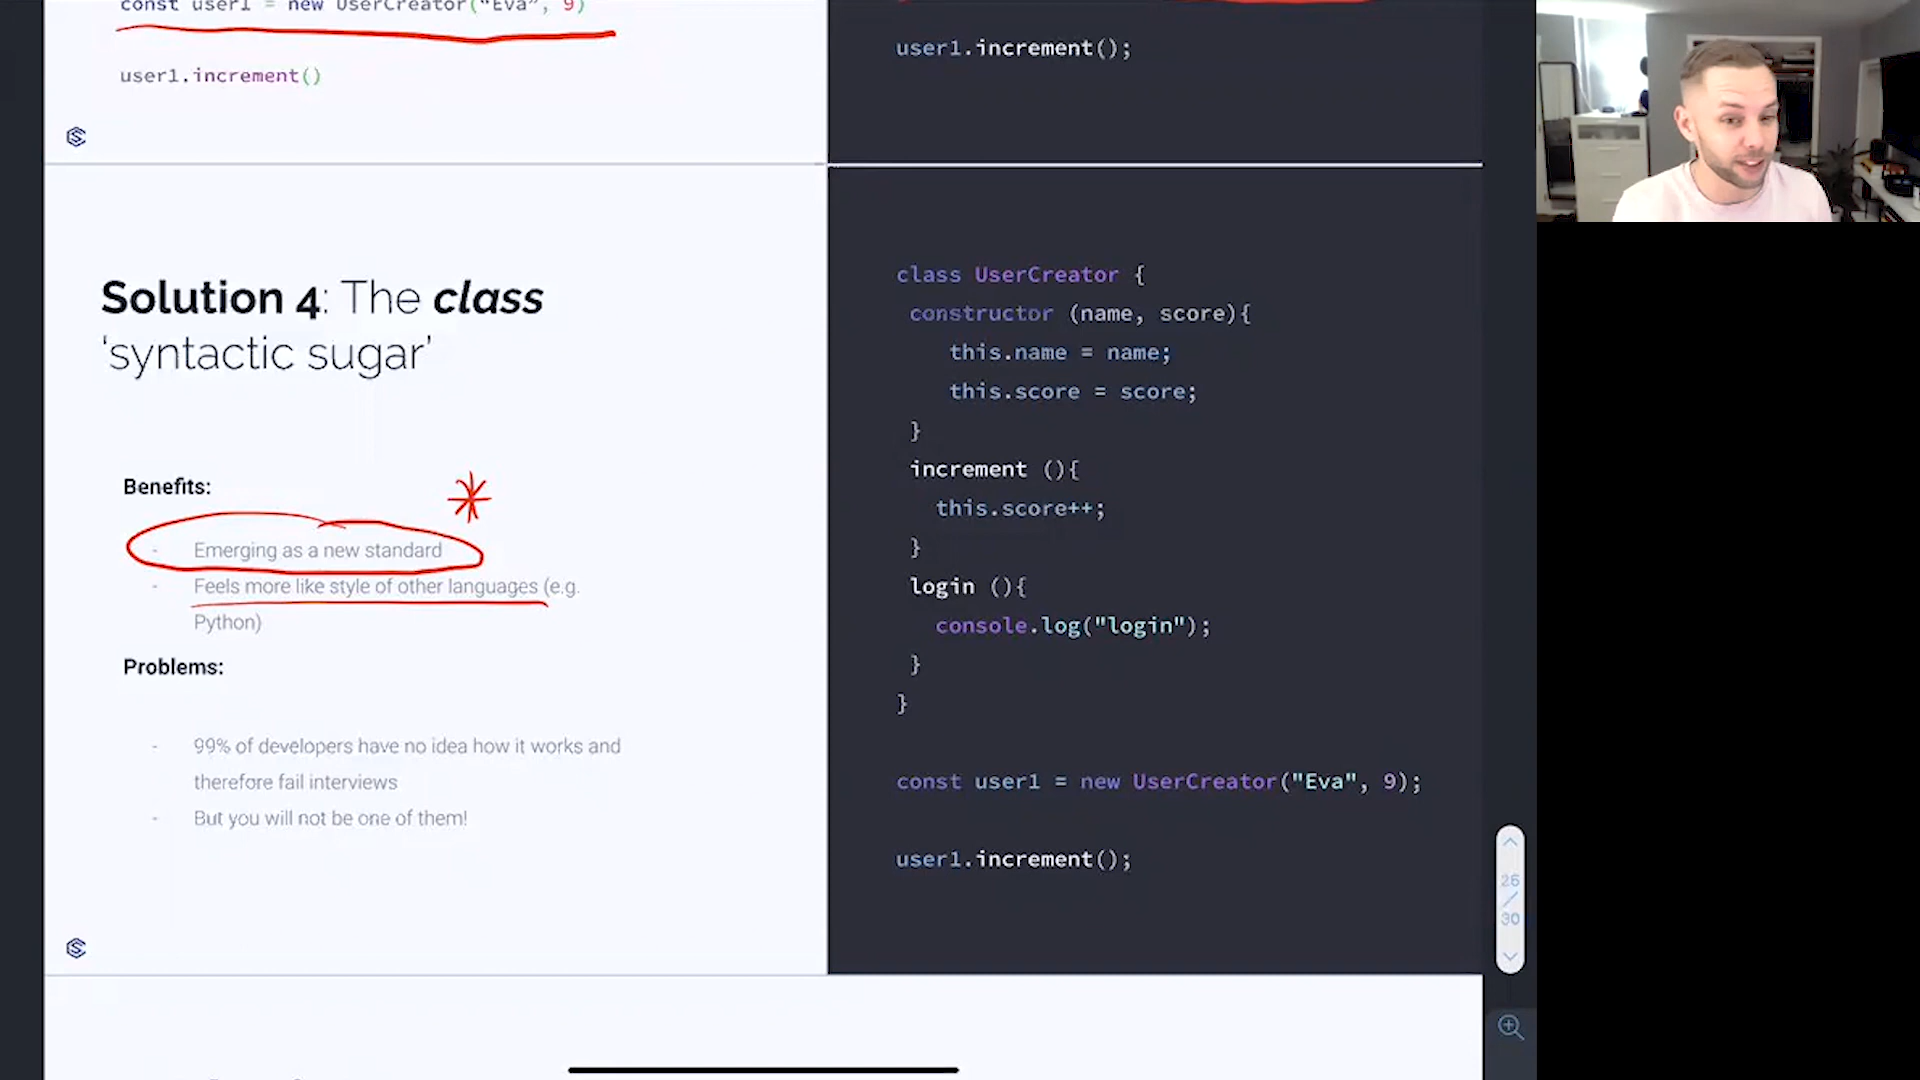 const user1 = new UserCreator("Eva", 9)
user1.increment()
user1.increment();
Solution 4: The class
'syntactic sugar'
Benefits:
- Emerging as a new standard
- Feels more like style of other languages (e.g.
Python)
Problems:
- 99% of developers have no idea how it works and
therefore fail interviews
- But you will not be one of them!
class UserCreator {
constructor (name, score){
this.name = name;
this.score = score;
}
increment (){
this.score++;
}
login (){
console.log("login");
}
}
const user1 = new UserCreator("Eva", 9);
user1.increment();
26
/
30